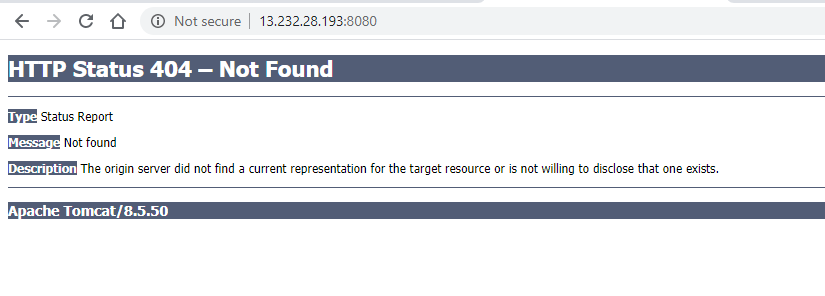 Not secure | 13.232.28.193:8080
HTTP Status 404 – Not Found
Type Status Report
Message Not found
Description The origin server did not find a current representation for the target resource or is not willing to disclose that one exists.
Apache Tomcat/8.5.50